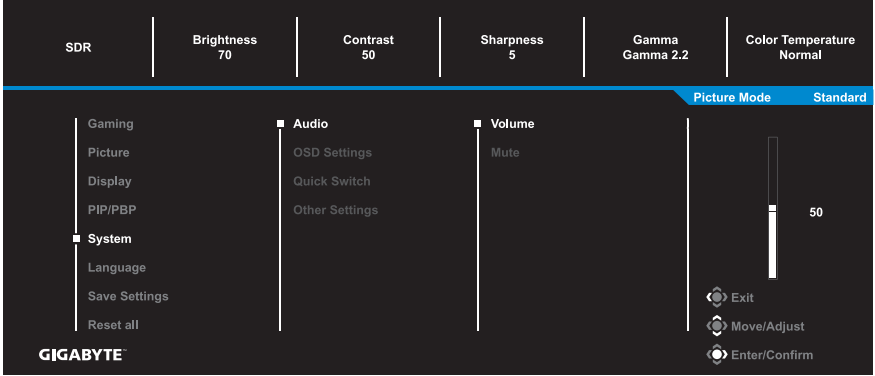 SDR
Brightness
70
Contrast
50
Sharpness
5
Gamma
Gamma 2.2
Color Temperature
Normal
Picture Mode Standard
Gaming
Picture
Display
PIP/PBP
System
Language
Save Settings
Reset all
Audio
OSD Settings
Quick Switch
Other Settings
Volume
Mute
50
Exit
Move/Adjust
Enter/Confirm
GIGABYTE™